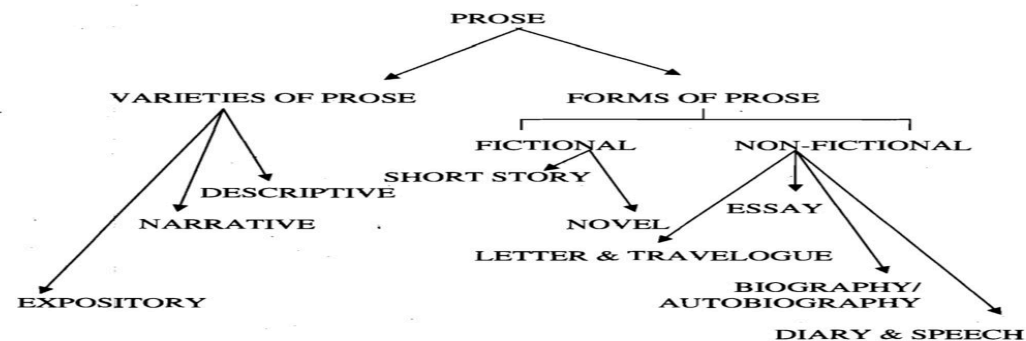 PROSE
VARIETIES OF PROSE
FORMS OF PROSE
FICTIONAL
NON-FICTIONAL
SHORT STORY
DESCRIPTIVE
ESSAY
NARRATIVE
NOVEL
LETTER & TRAVELOGUE
BIOGRAPHY/
AUTOBIOGRAPHY
EXPOSITORY
DIARY & SPEECH